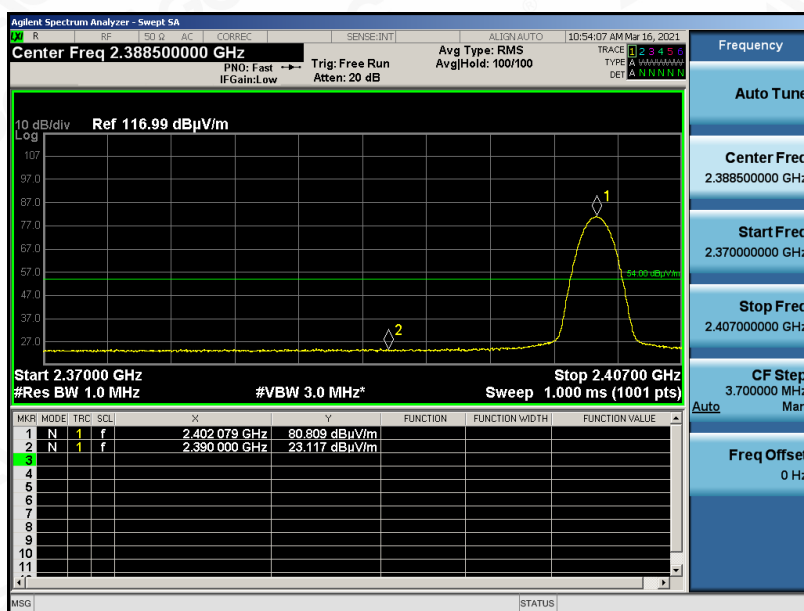 Agilent Spectrum Analyzer - Swept SA
LXI R RF 50 Ω AC CORREC SENSE:INT ALIGN AUTO 10:54:07 AM Mar 16, 2021
Center Freq 2.388500000 GHz
PNO: Fast
IFGain:Low
Trig: Free Run
Atten: 20 dB
Avg Type: RMS
Avg|Hold: 100/100
TRACE 1 2 3 4 5 6
TYPE A WWWWW
DET A N N N N N
10 dB/div Ref 116.99 dBµV/m
Log
107
97.0
87.0
77.0
67.0
57.0
47.0
37.0
27.0
1
54.00 dBµV/m
2
Start 2.37000 GHz Stop 2.40700 GHz
#Res BW 1.0 MHz #VBW 3.0 MHz* Sweep 1.000 ms (1001 pts)
MKR MODE TRC SCL X Y FUNCTION FUNCTION WIDTH FUNCTION VALUE
1 N 1 f 2.402 079 GHz 80.809 dBµV/m
2 N 1 f 2.390 000 GHz 23.117 dBµV/m
3
4
5
6
7
8
9
10
11
MSG STATUS
Frequency
Auto Tune
Center Freq
2.388500000 GHz
Start Freq
2.370000000 GHz
Stop Freq
2.407000000 GHz
CF Step
3.700000 MHz
Auto Man
Freq Offset
0 Hz